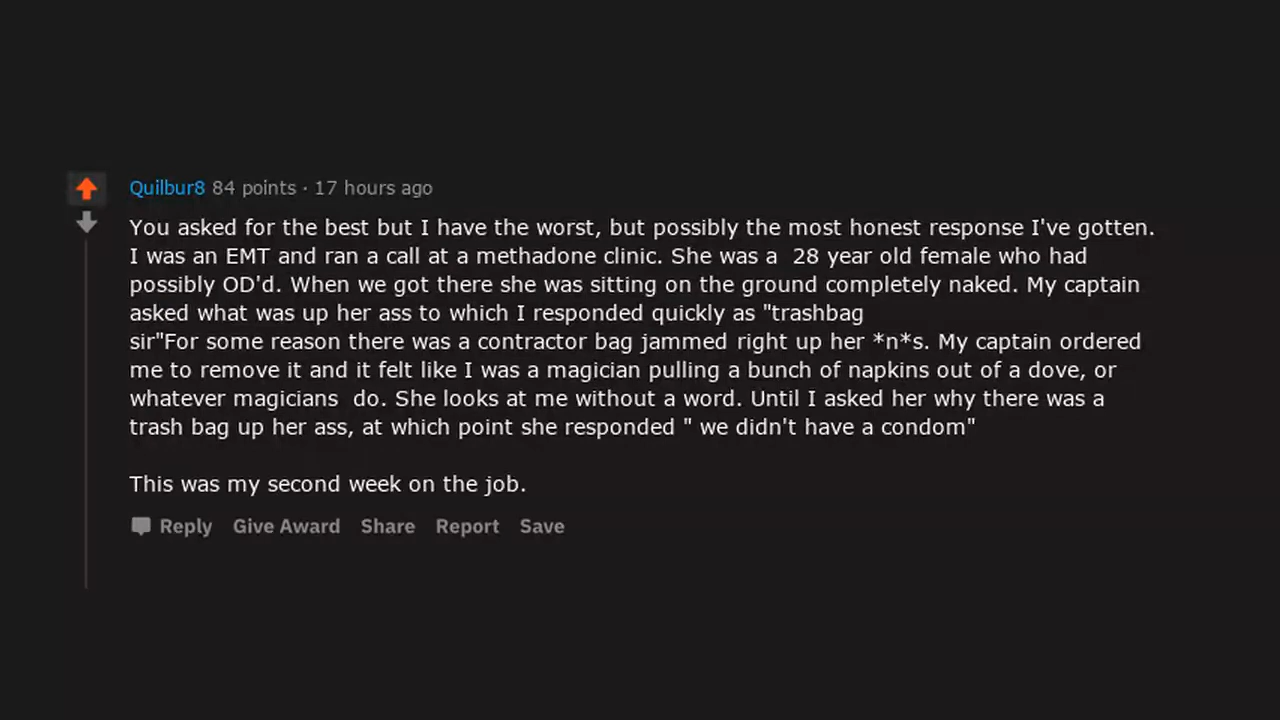 Quilbur8 84 points · 17 hours ago
You asked for the best but I have the worst, but possibly the most honest response I've gotten.
I was an EMT and ran a call at a methadone clinic. She was a  28 year old female who had
possibly OD'd. When we got there she was sitting on the ground completely naked. My captain
asked what was up her ass to which I responded quickly as "trashbag
sir"For some reason there was a contractor bag jammed right up her *n*s. My captain ordered
me to remove it and it felt like I was a magician pulling a bunch of napkins out of a dove, or
whatever magicians  do. She looks at me without a word. Until I asked her why there was a
trash bag up her ass, at which point she responded " we didn't have a condom"
This was my second week on the job.
Reply Give Award Share Report Save